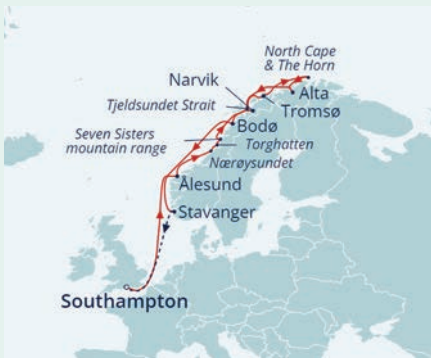 North Cape
& The Horn
Narvik
Alta
Tjeldsundet Strait
Tromsø
Bodø
Seven Sisters
mountain range
Torghatten
Nærøysundet
Ålesund
Stavanger
Southampton